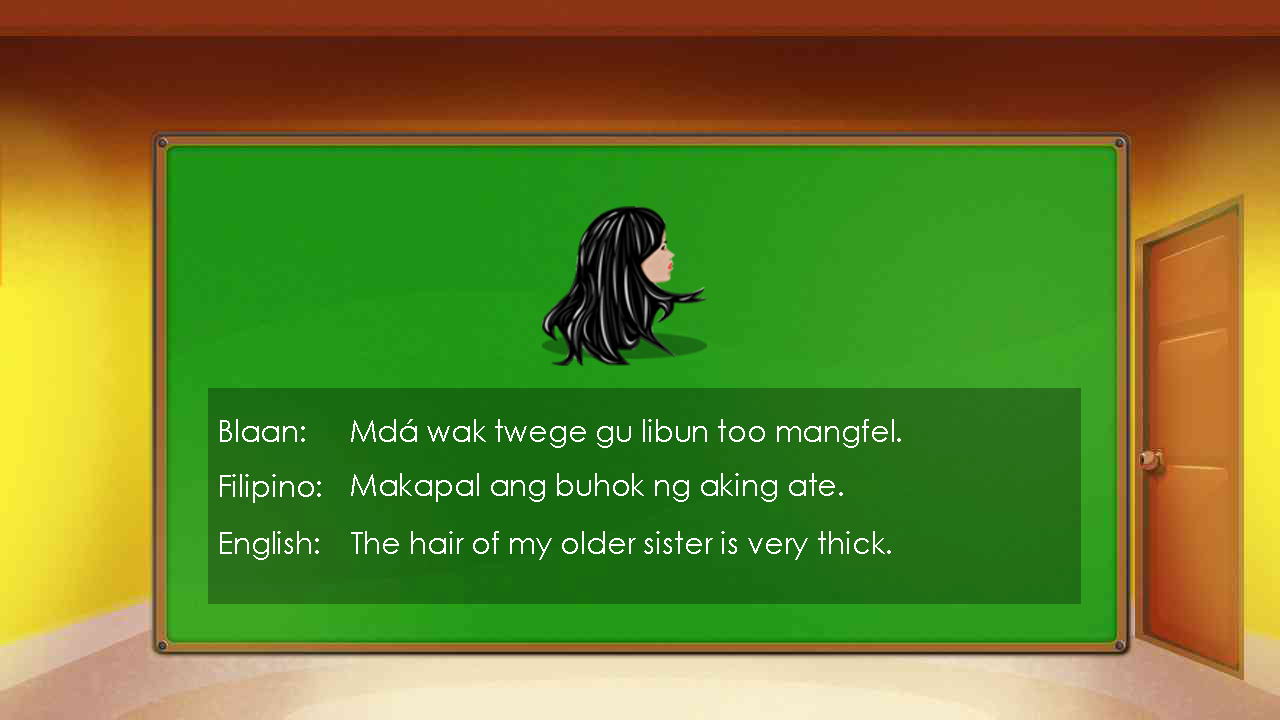 Blaan: Mdá wak twege gu libun too mangfel.
Filipino: Makapal ang buhok ng aking ate.
English: The hair of my older sister is very thick.